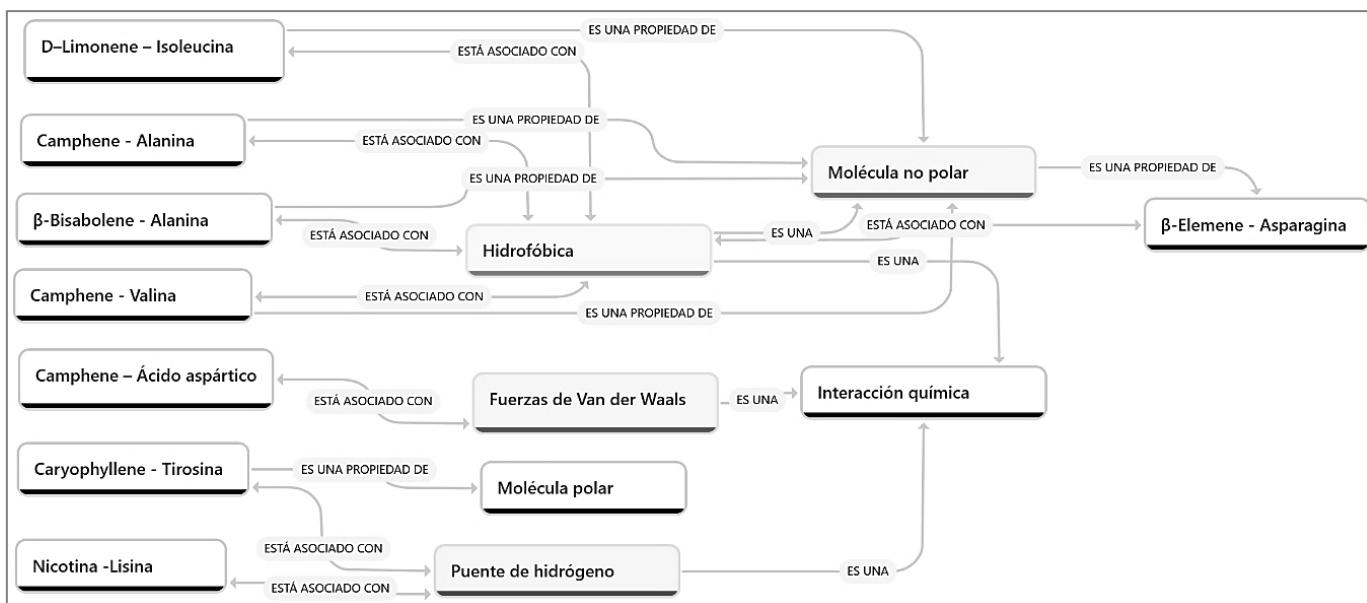 ES UNA PROPIEDAD DE
D–Limonene – Isoleucina
ESTÁ ASOCIADO CON
ES UNA PROPIEDAD DE
Camphene - Alanina
ESTÁ ASOCIADO CON
Molécula no polar
ES UNA PROPIEDAD DE
ES UNA PROPIEDAD DE
β-Bisabolene - Alanina
ESTÁ ASOCIADO CON
Hidrofóbica
ES UNA
ESTÁ ASOCIADO CON
β-Elemene - Asparagina
ES UNA
Camphene - Valina
ESTÁ ASOCIADO CON
ES UNA PROPIEDAD DE
Camphene – Ácido aspártico
ESTÁ ASOCIADO CON
Fuerzas de Van der Waals
ES UNA
Interacción química
Caryophyllene - Tirosina
ES UNA PROPIEDAD DE
Molécula polar
ESTÁ ASOCIADO CON
Nicotina -Lisina
ESTÁ ASOCIADO CON
Puente de hidrógeno
ES UNA